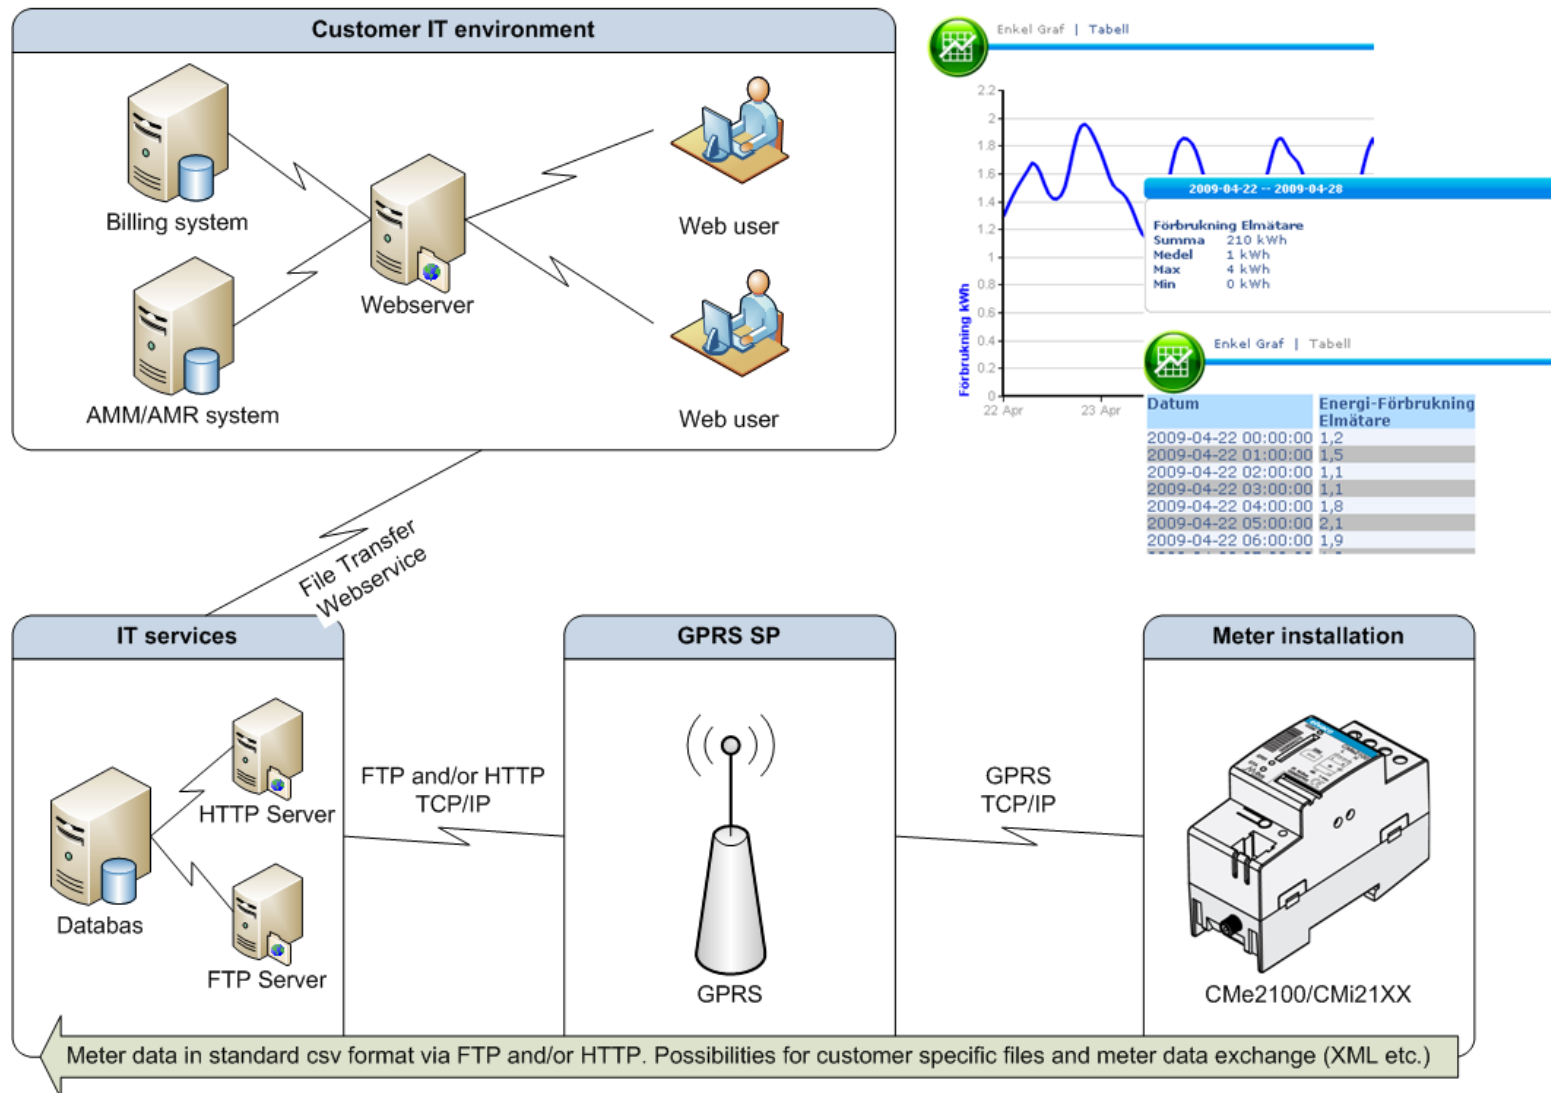 Customer IT environment
Billing system
AMM/AMR system
Webserver
Web user
Web user
Enkel Graf | Tabell
2.2
2
1.8
1.6
1.4
1.2
1
0.8
0.6
0.4
0.2
0
Förbrukning kWh
22 Apr
23 Apr
2009-04-22 -- 2009-04-28
Förbrukning Elmätare
Summa 210 kWh
Medel 1 kWh
Max 4 kWh
Min 0 kWh
Enkel Graf | Tabell
Datum Energi-Förbrukning
Elmätare
2009-04-22 00:00:00 1,2
2009-04-22 01:00:00 1,5
2009-04-22 02:00:00 1,1
2009-04-22 03:00:00 1,1
2009-04-22 04:00:00 1,8
2009-04-22 05:00:00 2,1
2009-04-22 06:00:00 1,9
File Transfer
Webservice
IT services
HTTP Server
Databas
FTP Server
FTP and/or HTTP
TCP/IP
GPRS SP
GPRS
GPRS
TCP/IP
Meter installation
CMe2100/CMi21XX
Meter data in standard csv format via FTP and/or HTTP. Possibilities for customer specific files and meter data exchange (XML etc.)